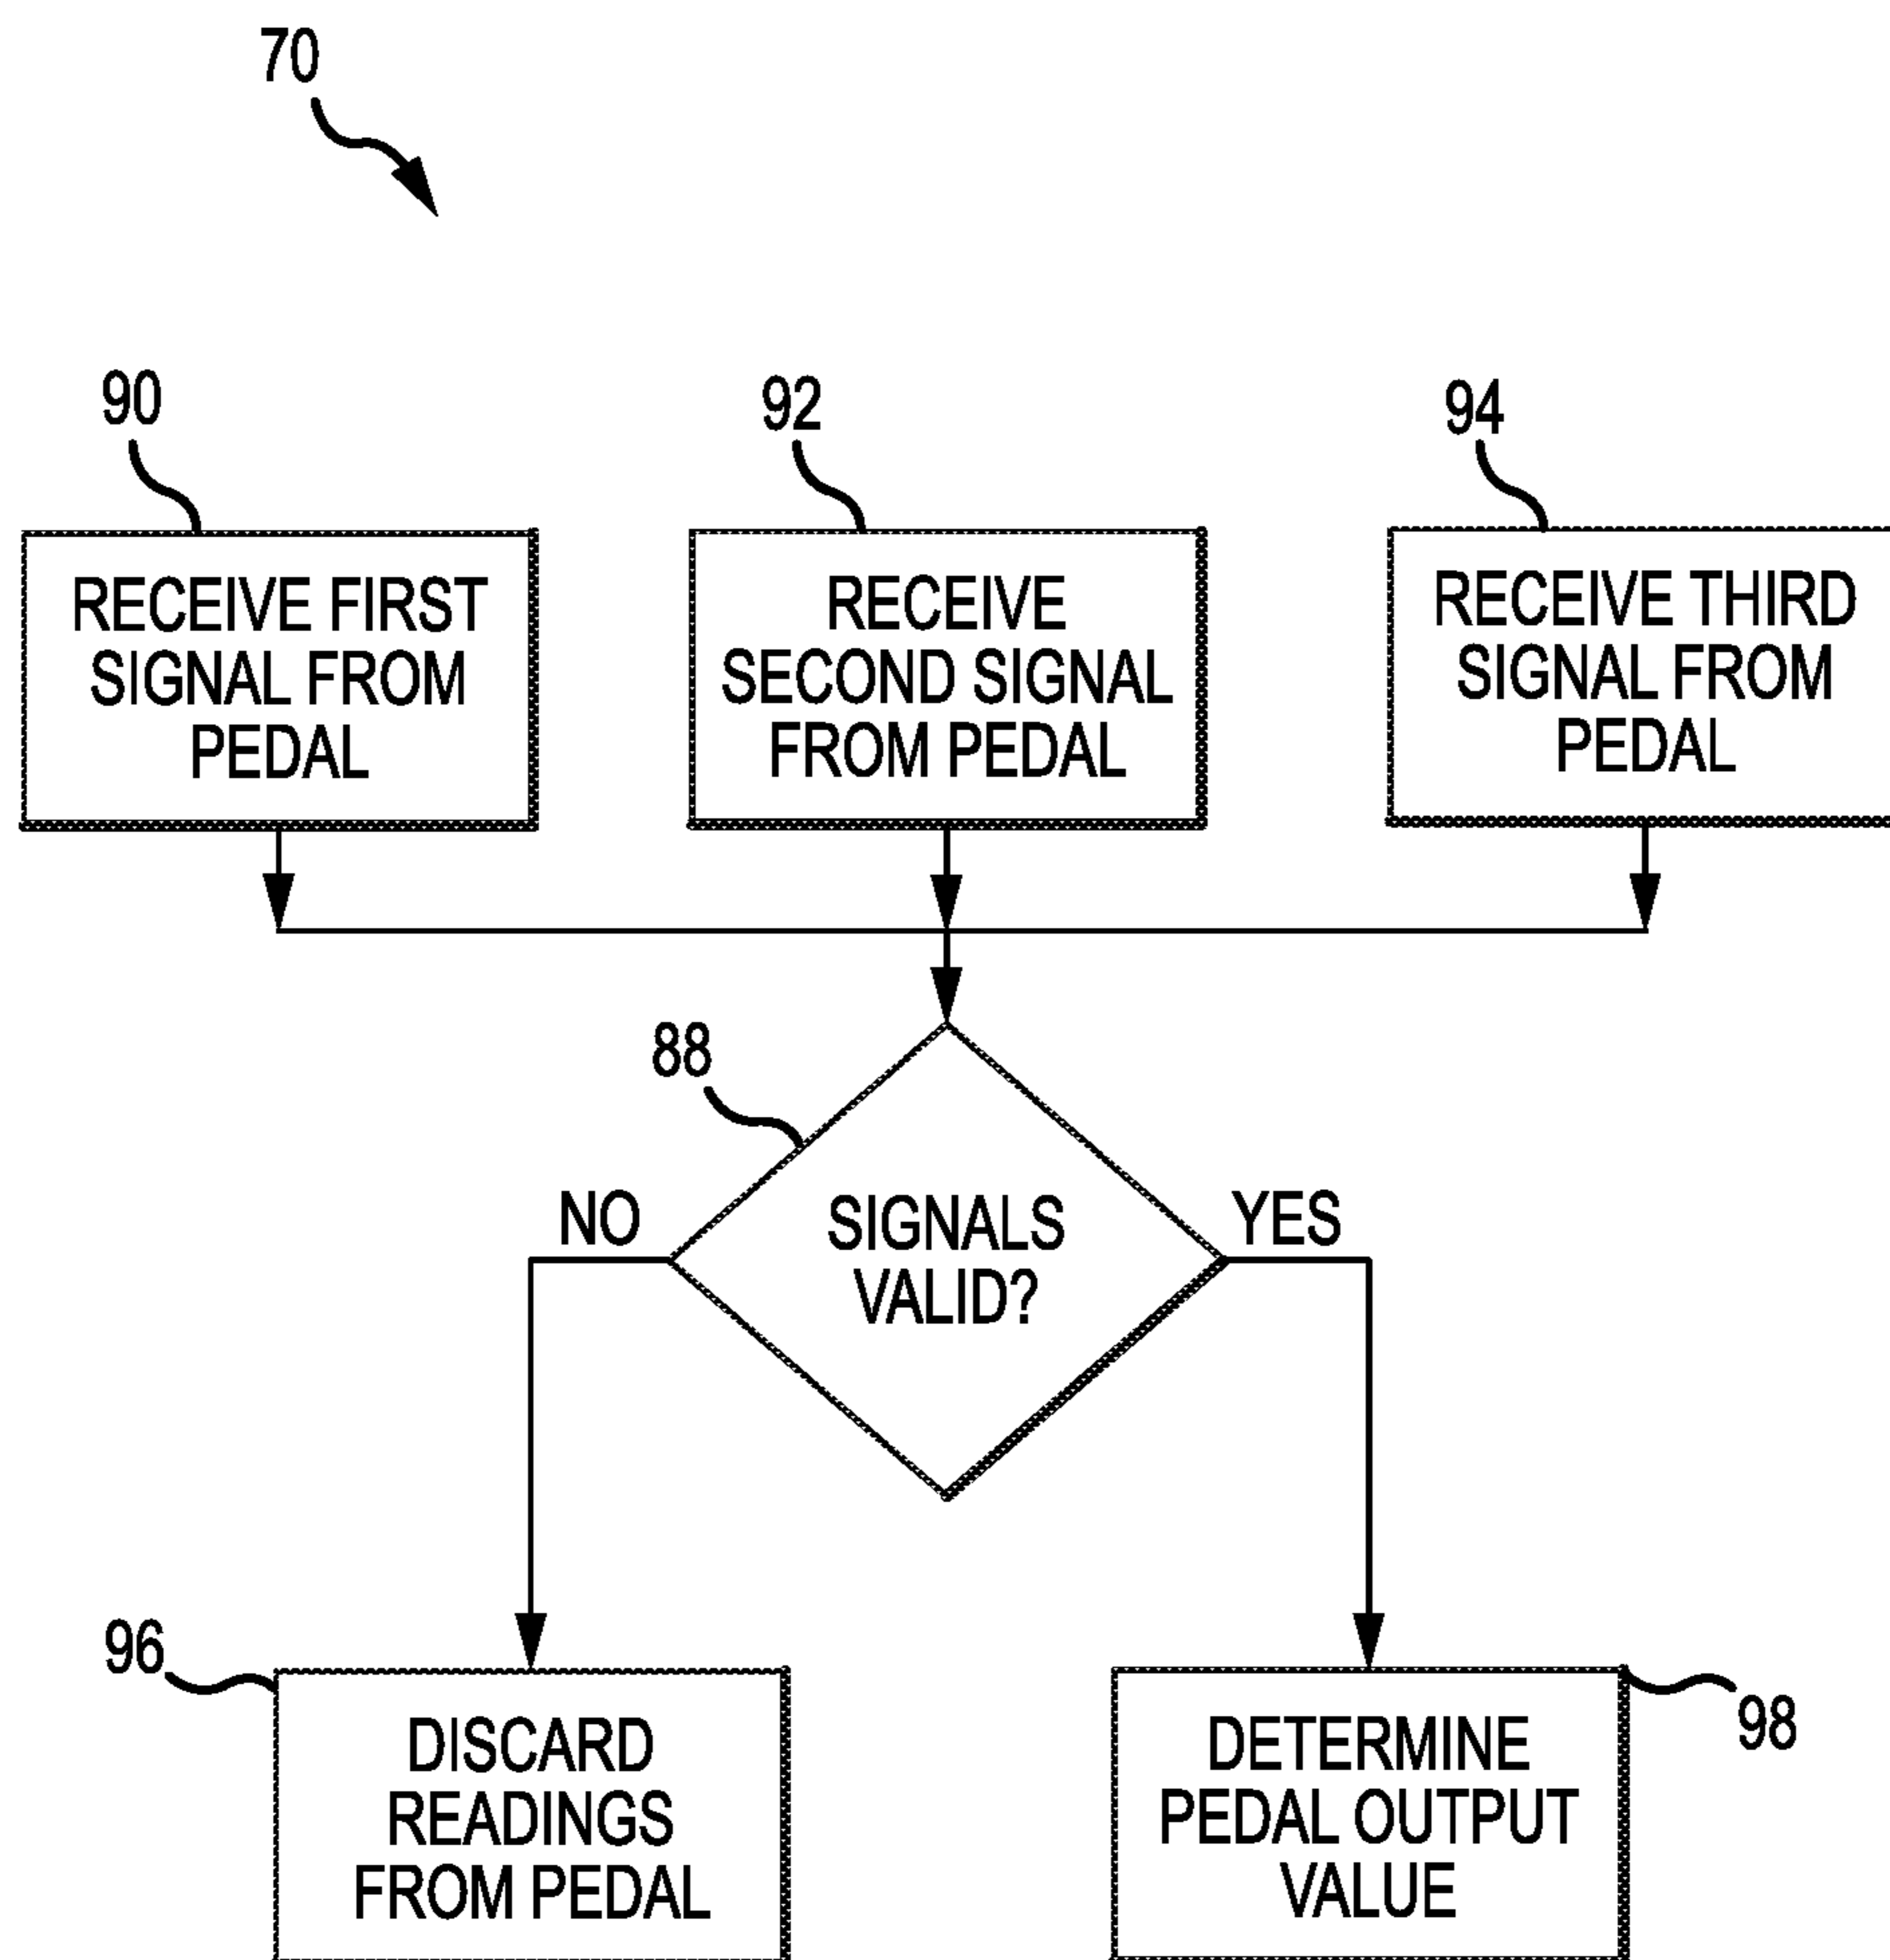 70
90
92
94
RECEIVE FIRST
SIGNAL FROM
PEDAL
RECEIVE
SECOND SIGNAL
FROM PEDAL
RECEIVE THIRD
SIGNAL FROM
PEDAL
88
NO
SIGNALS
VALID?
YES
96
DISCARD
READINGS
FROM PEDAL
DETERMINE
PEDAL OUTPUT
VALUE
98